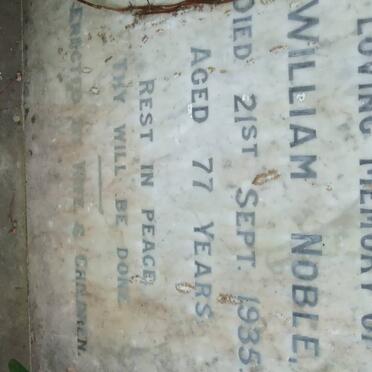 LOVING MEMORY OF
WILLIAM NOBLE,
DIED 21ST SEPT. 1935.
AGED 77 YEARS
REST IN PEACE
THY WILL BE DONE
ERECTED BY WIFE & CHILDREN.